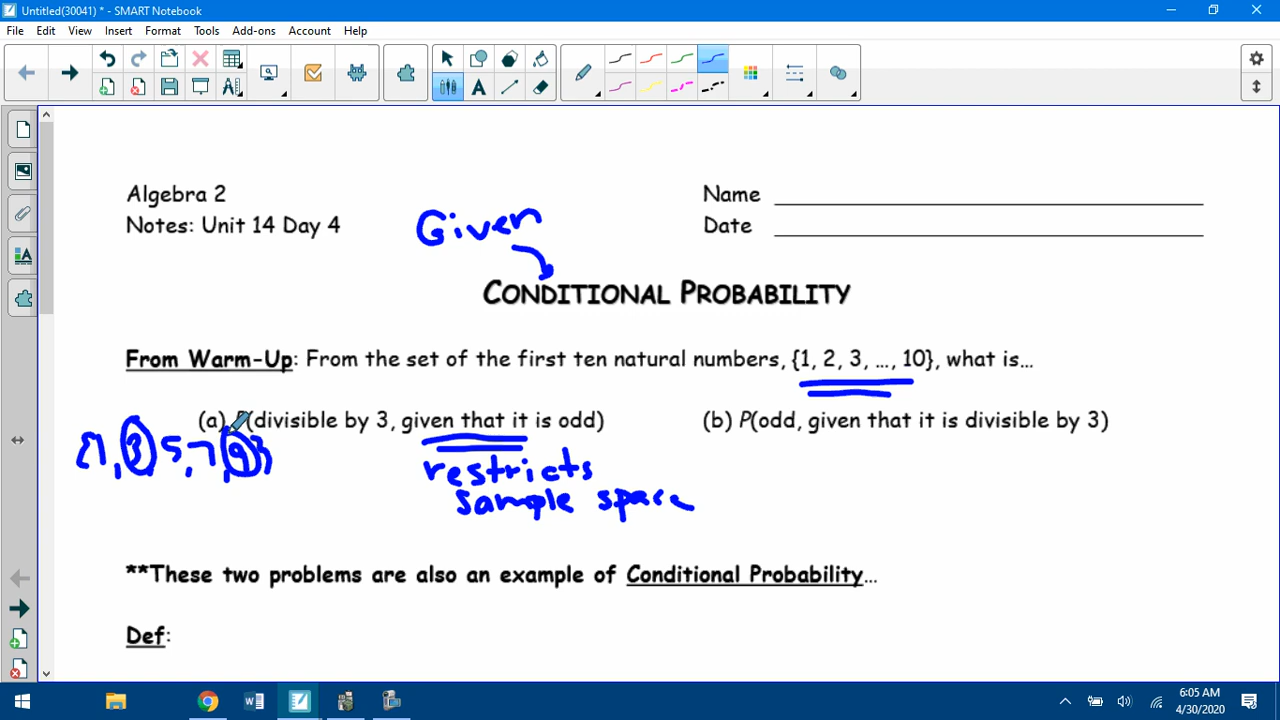 Untitled(30041) * - SMART Notebook
File Edit View Insert Format Tools Add-ons Account Help
Algebra 2
Name
Notes: Unit 14 Day 4
Date
Given
CONDITIONAL PROBABILITY
From Warm-Up: From the set of the first ten natural numbers, {1, 2, 3, ..., 10}, what is...
(a) P(divisible by 3, given that it is odd)
(b) P(odd, given that it is divisible by 3)
{1, 3, 5, 7, 9}
restricts
sample space
**These two problems are also an example of Conditional Probability...
Def:
6:05 AM
4/30/2020